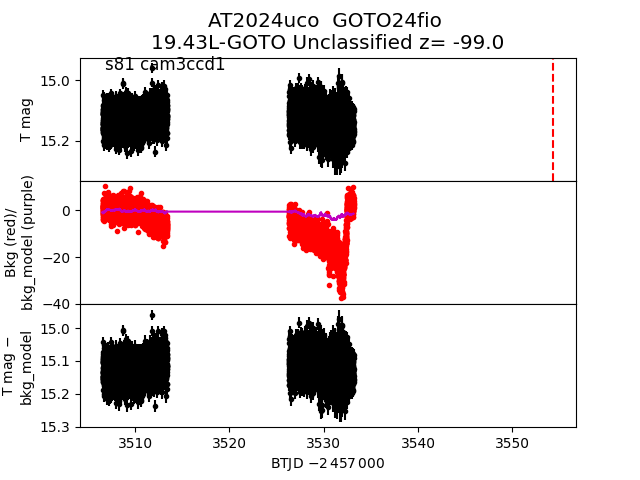 AT2024uco  GOTO24fio
19.43L-GOTO Unclassified z= -99.0
s81 cam3ccd1
15.0
15.2
T mag
0
−20
−40
Bkg (red)/
bkg_model (purple)
15.0
15.1
15.2
15.3
T mag −
bkg_model
3510 3520 3530 3540 3550
BTJD −2 457 000